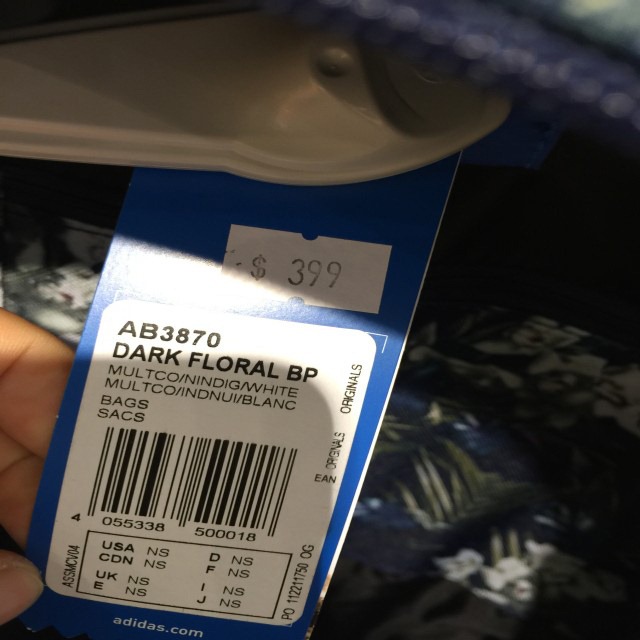 $ 399
AB3870
DARK FLORAL BP
MULTCO/NINDIG/WHITE
MULTCO/INDNUI/BLANC
BAGS
SACS
ORIGINALS
ORIGINALS
EAN
4 055338 500018
USA NS D NS
CDN NS F NS
UK NS I NS
E NS J NS
ASSMCV04
PO 112211750 OG
adidas.com